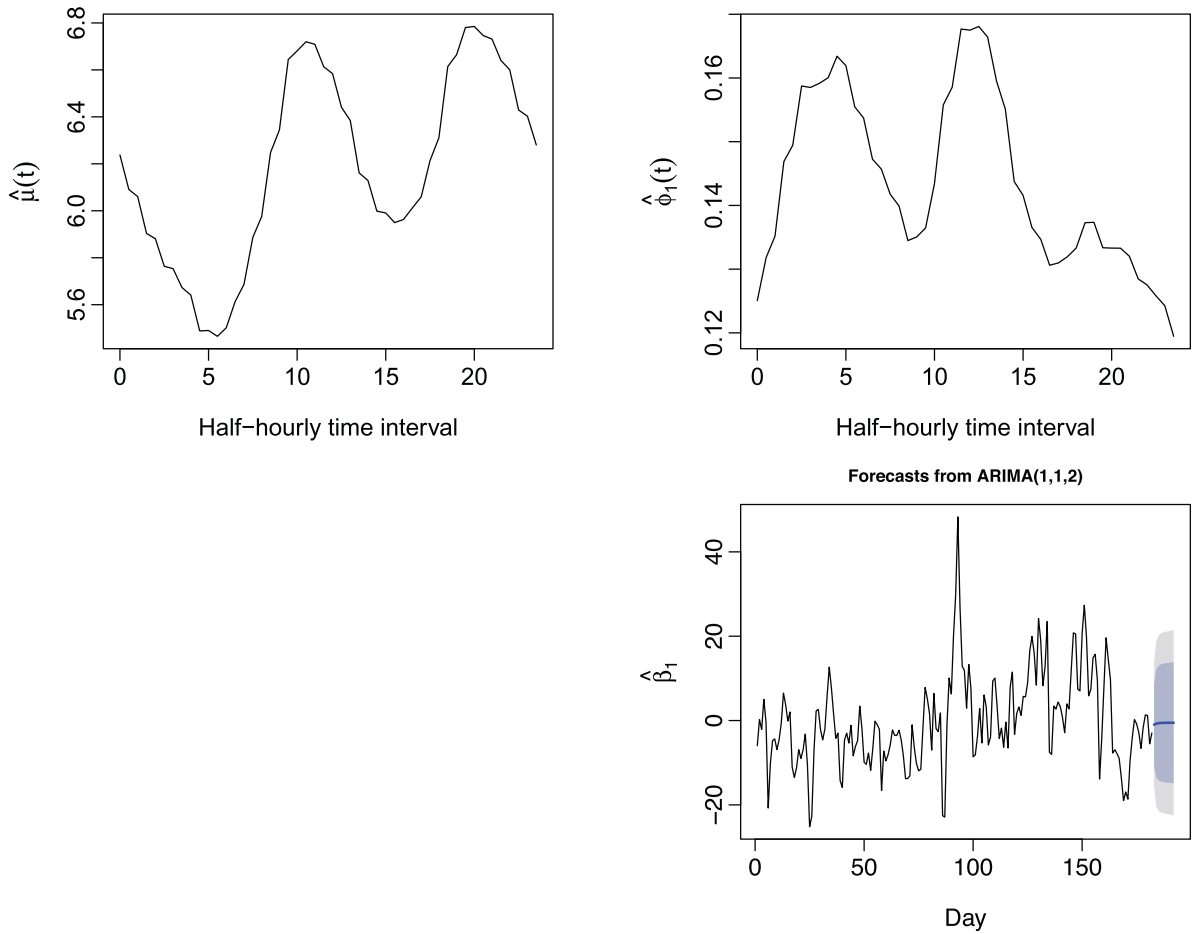 6.8
6.4
6.0
5.6
μ̂(t)
0 5 10 15 20
Half−hourly time interval
0.16
0.14
0.12
ϕ̂₁(t)
0 5 10 15 20
Half−hourly time interval
Forecasts from ARIMA(1,1,2)
40
20
0
−20
β̂₁
0 50 100 150
Day